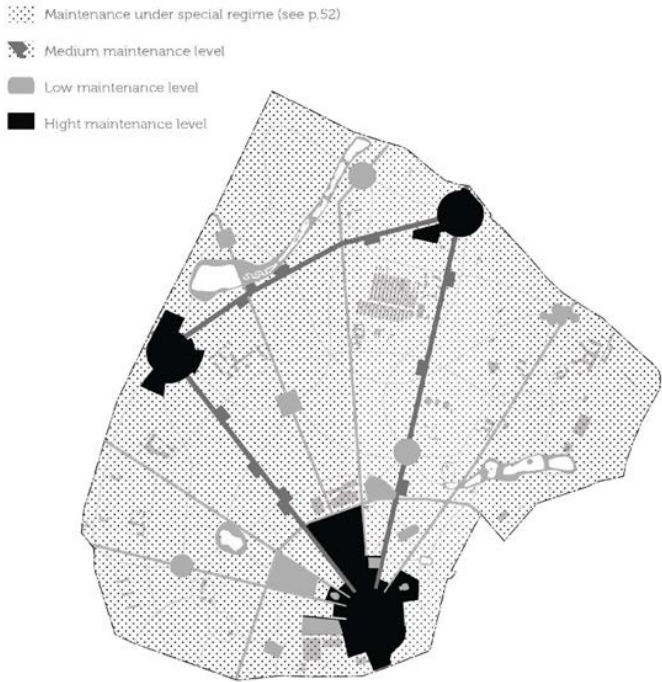 Maintenance under special regime (see p.52)
Medium maintenance level
Low maintenance level
Hight maintenance level